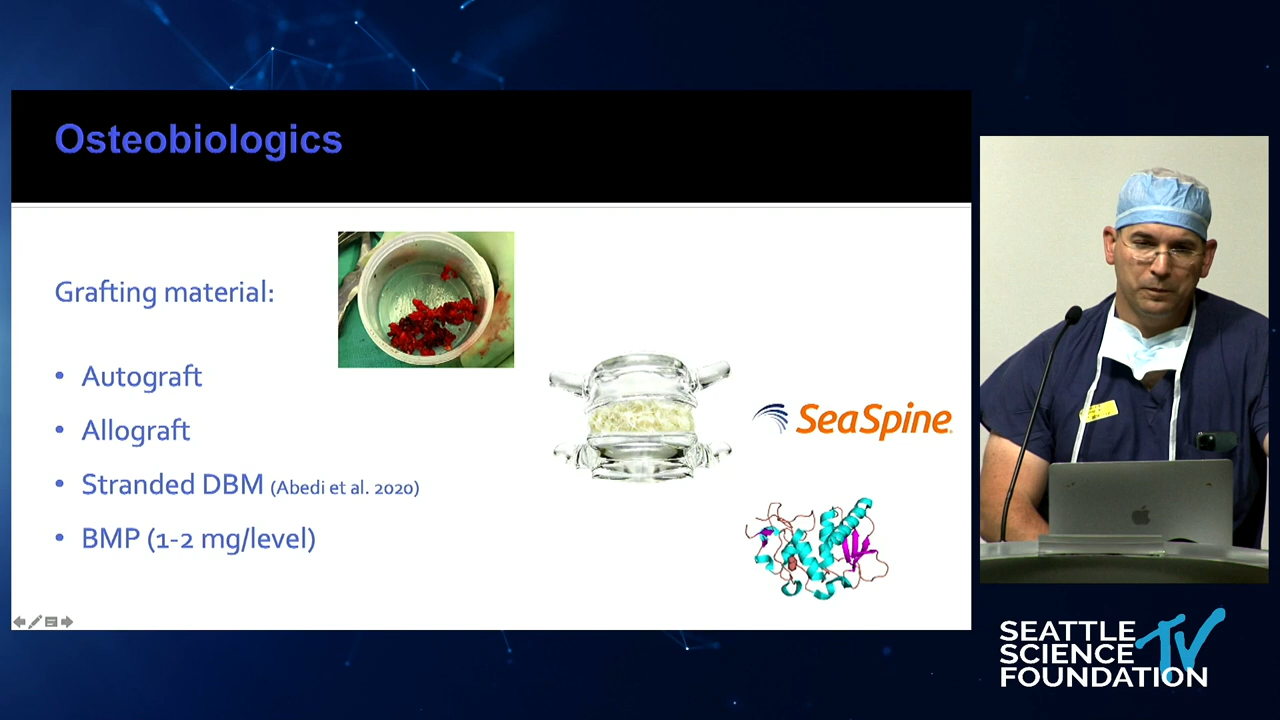 Osteobiologics
Grafting material:
• Autograft
• Allograft
• Stranded DBM (Abedi et al. 2020)
• BMP (1-2 mg/level)
SeaSpine
SEATTLE
SCIENCE
FOUNDATION
TV